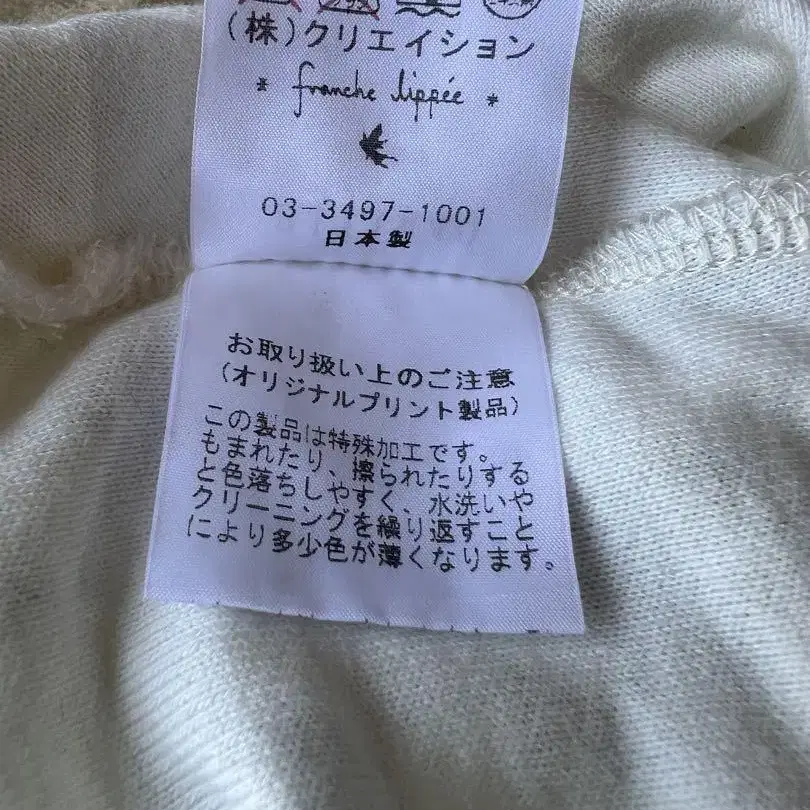 (株)クリエイション
* franche lippée *
03-3497-1001
日本製
お取り扱い上のご注意
(オリジナルプリント製品)
この製品は特殊加工です。
もまれたり、擦られたりする
と色落ちしやすく、水洗いや
クリーニングを繰り返すこと
により多少色が薄くなります。